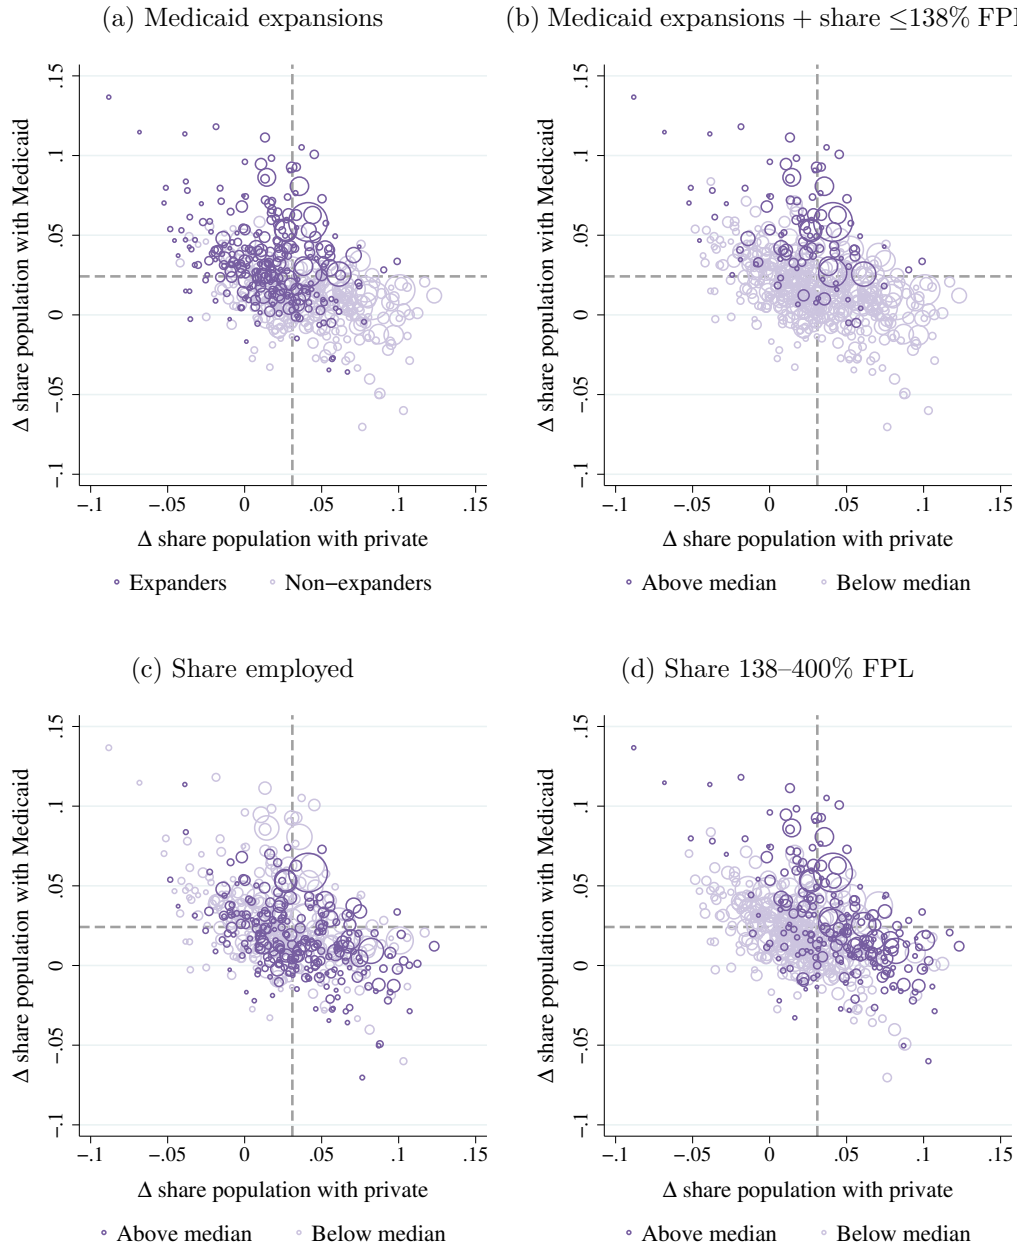 (a) Medicaid expansions
Δ share population with Medicaid
.15
.1
.05
0
−.05
−.1
−.1 −.05 0 .05 .1 .15
Δ share population with private
Expanders Non−expanders
(b) Medicaid expansions + share ≤138% FPL
Δ share population with Medicaid
.15
.1
.05
0
−.05
−.1
−.1 −.05 0 .05 .1 .15
Δ share population with private
Above median Below median
(c) Share employed
Δ share population with Medicaid
.15
.1
.05
0
−.05
−.1
−.1 −.05 0 .05 .1 .15
Δ share population with private
Above median Below median
(d) Share 138–400% FPL
Δ share population with Medicaid
.15
.1
.05
0
−.05
−.1
−.1 −.05 0 .05 .1 .15
Δ share population with private
Above median Below median